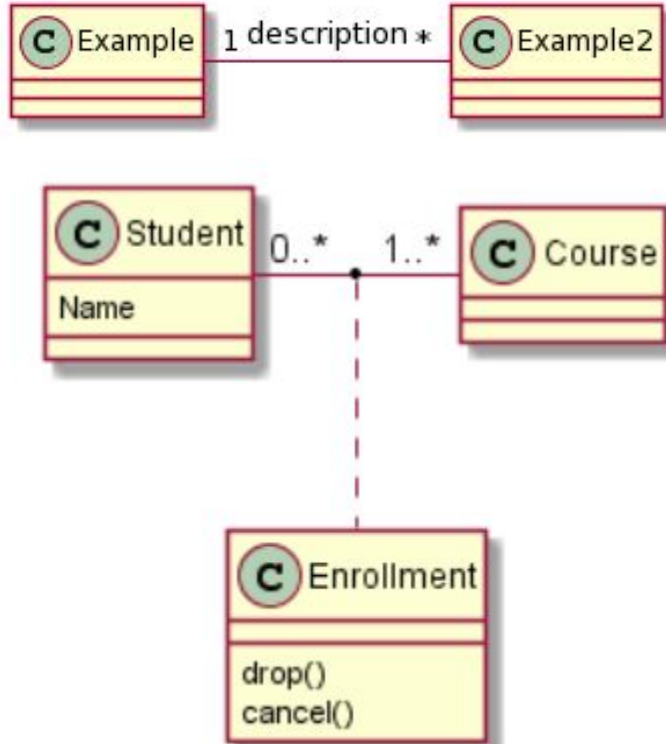 C Example 1 description * C Example2
C Student 0..* 1..* C Course
Name
C Enrollment
drop()
cancel()